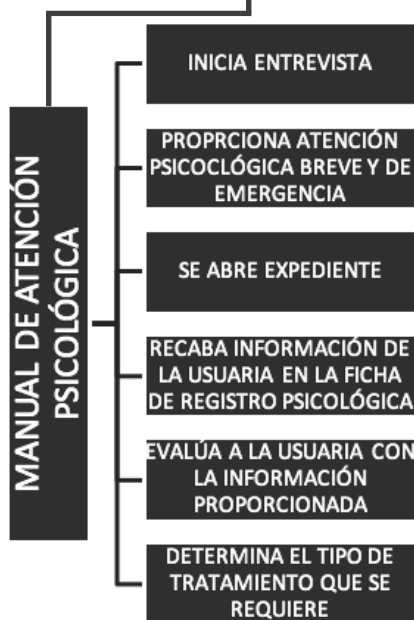 MANUAL DE ATENCIÓN
PSICOLÓGICA
INICIA ENTREVISTA
PROPRCIONA ATENCIÓN
PSICOCLÓGICA BREVE Y DE
EMERGENCIA
SE ABRE EXPEDIENTE
RECABA INFORMACIÓN DE
LA USUARIA EN LA FICHA
DE REGISTRO PSICOLÓGICA
EVALÚA A LA USUARIA CON
LA INFORMACIÓN
PROPORCIONADA
DETERMINA EL TIPO DE
TRATAMIENTO QUE SE
REQUIERE